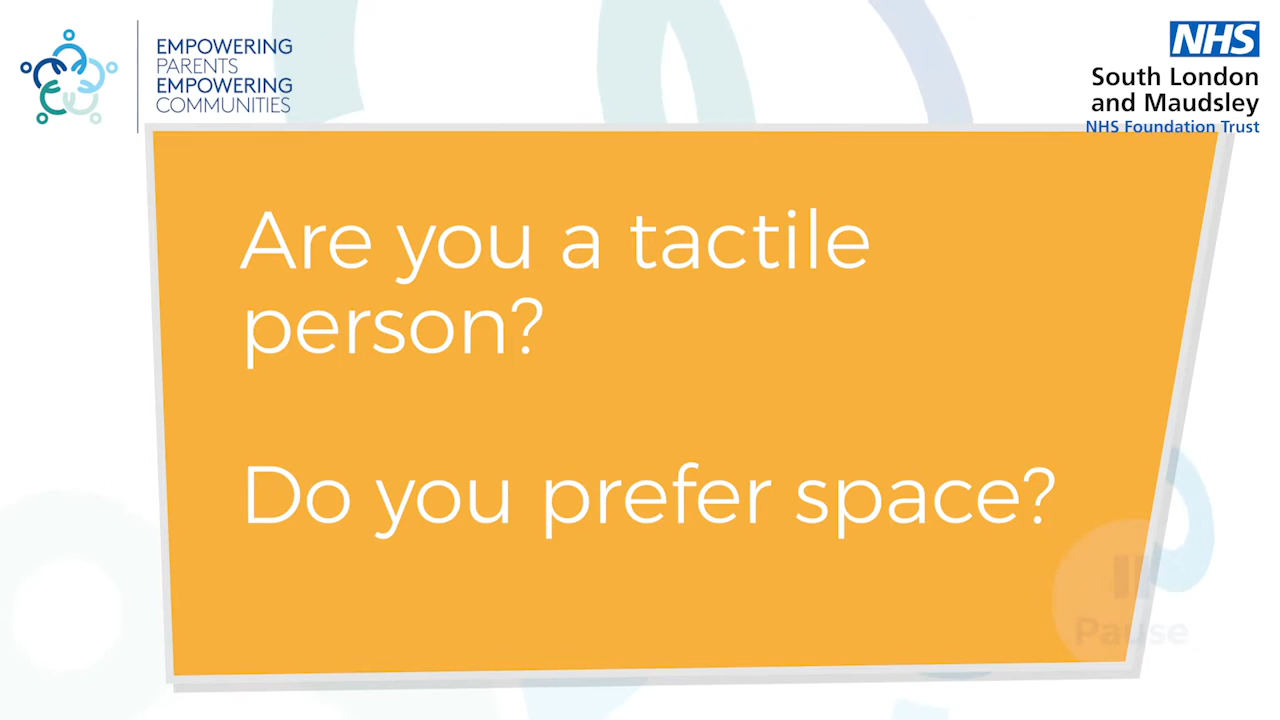 EMPOWERING
PARENTS
EMPOWERING
COMMUNITIES
NHS
South London
and Maudsley
NHS Foundation Trust
Are you a tactile
person?
Do you prefer space?
Pause